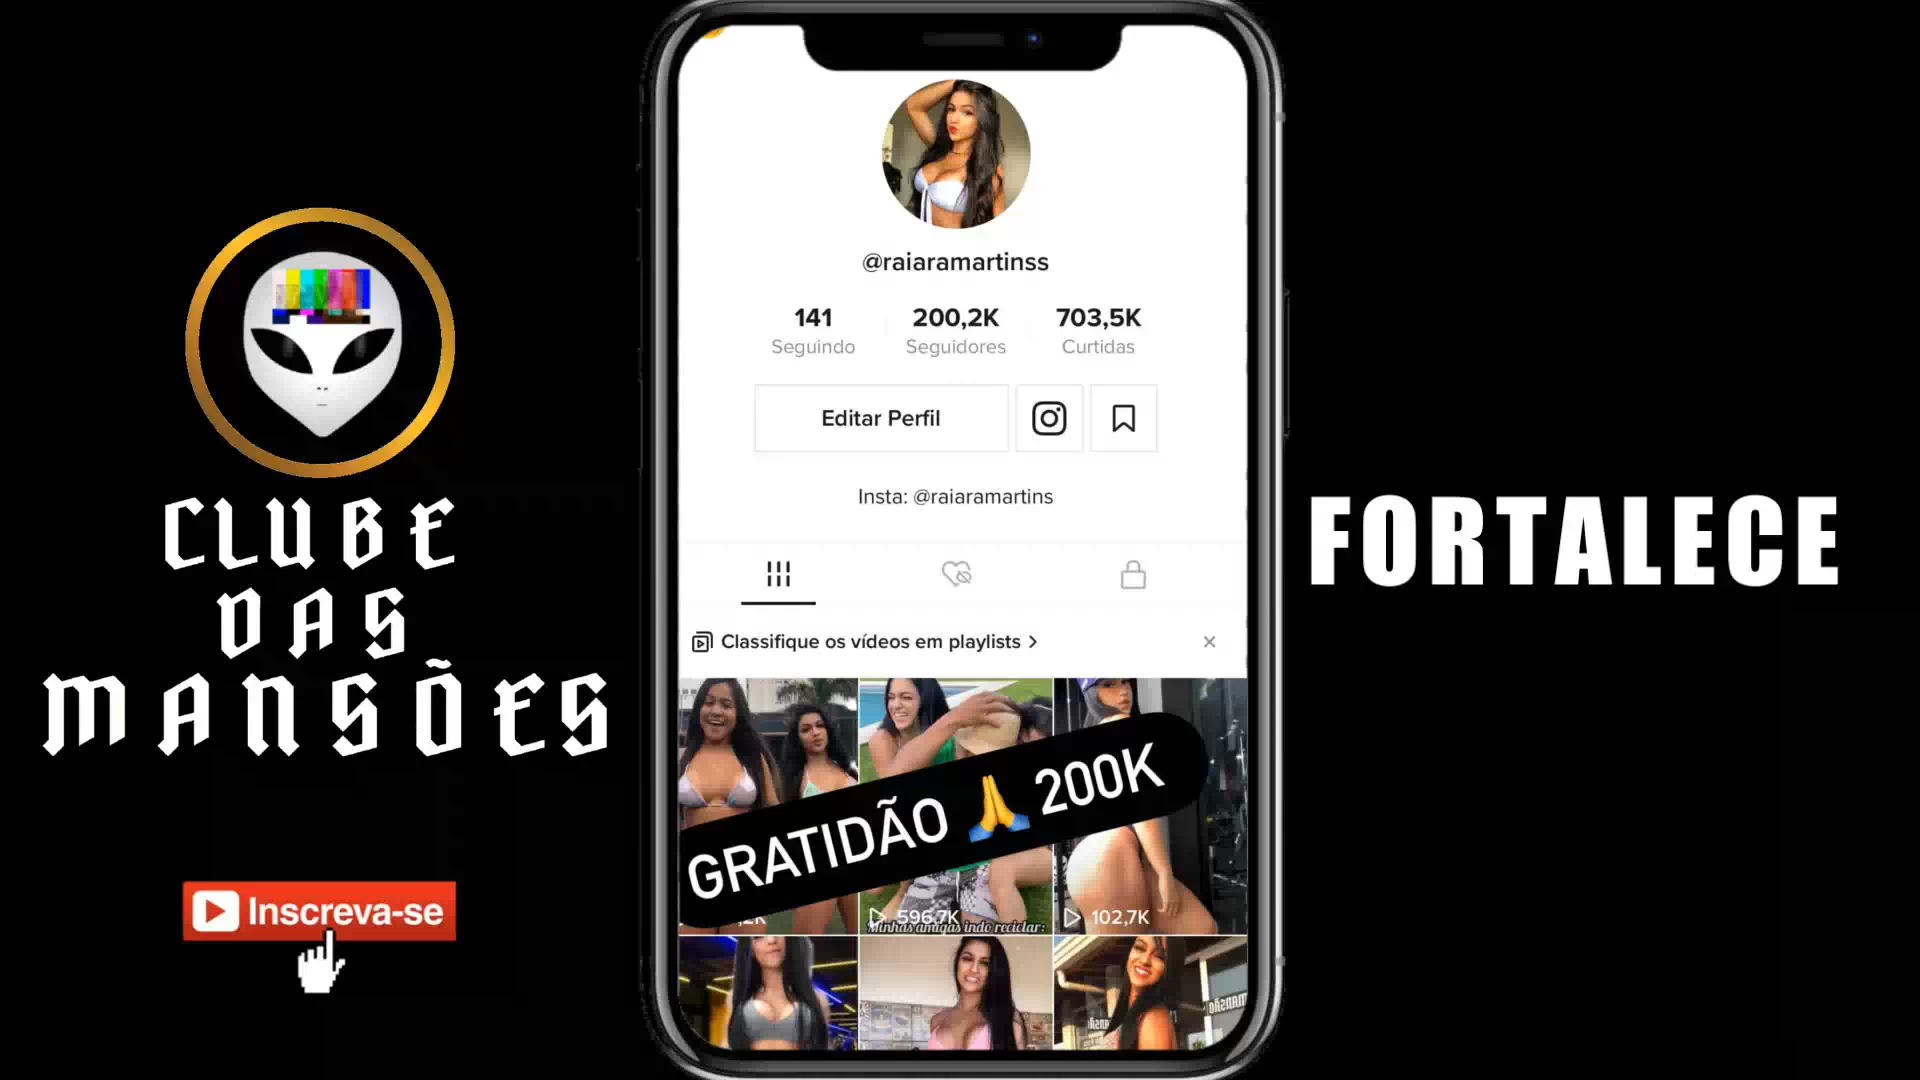 CLUBE
DAS
MANSÕES
Inscreva-se
@raiaramartinss
141
Seguindo
200,2K
Seguidores
703,5K
Curtidas
Editar Perfil
Insta: @raiaramartins
Classifique os vídeos em playlists
GRATIDÃO 🙏 200K
596,7K
Minhas amigas indo reciclar:
102,7K
FORTALECE